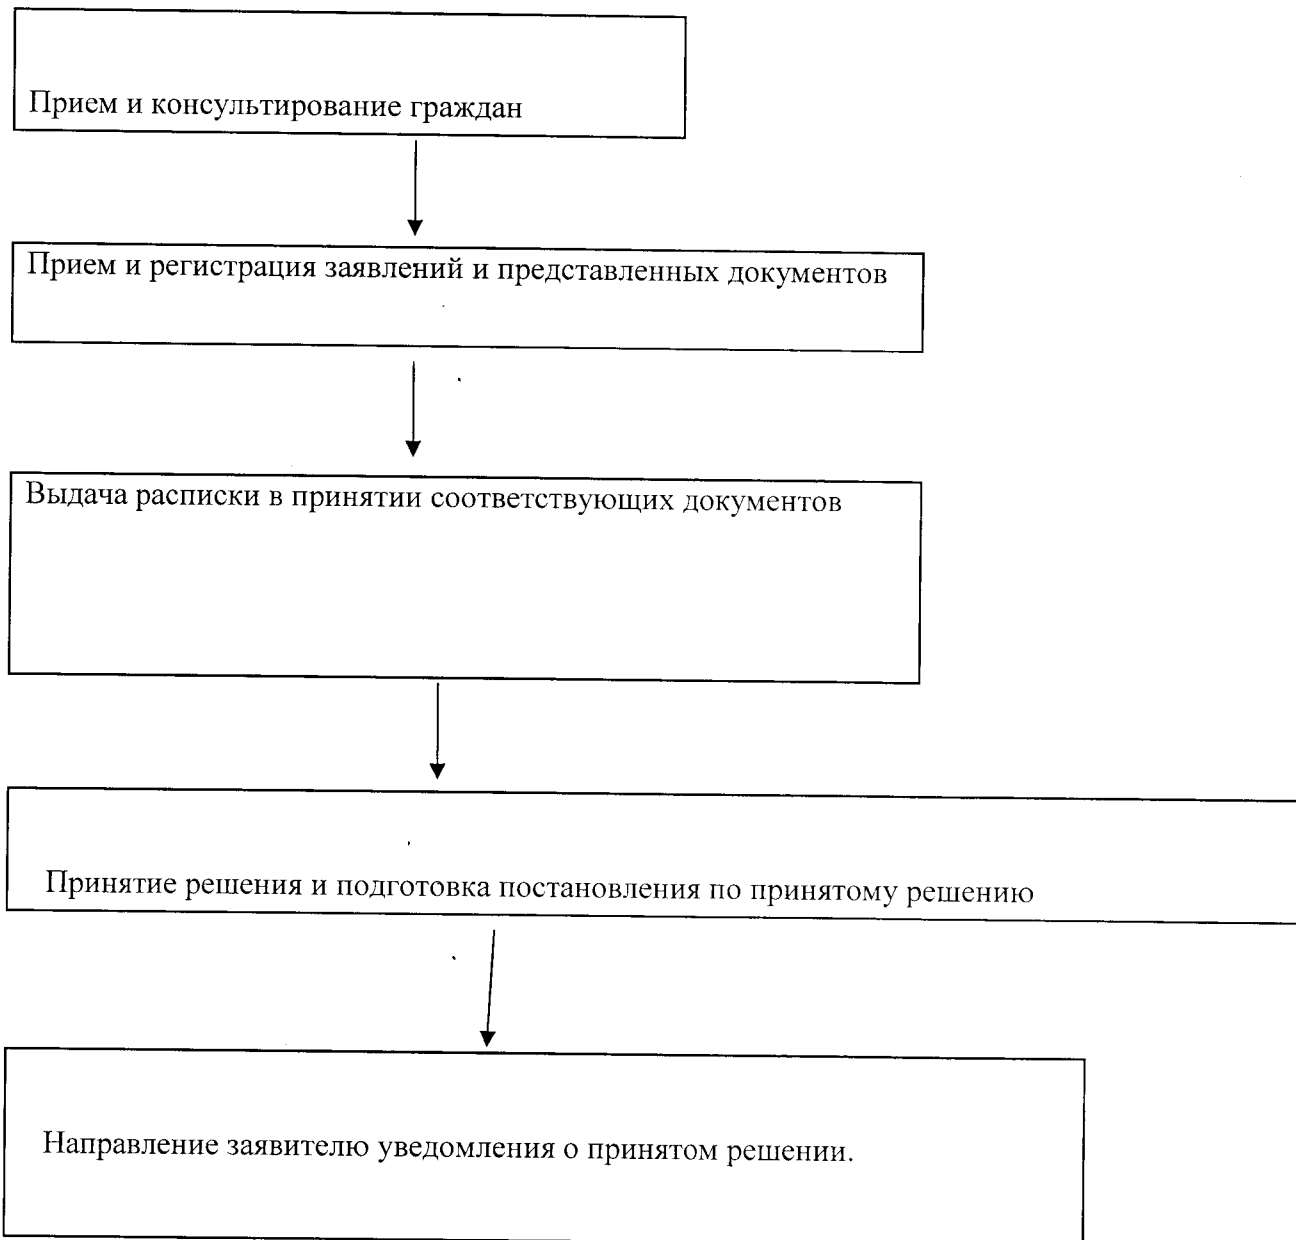 Прием и консультирование граждан
Прием и регистрация заявлений и представленных документов
Выдача расписки в принятии соответствующих документов
Принятие решения и подготовка постановления по принятому решению
Направление заявителю уведомления о принятом решении.